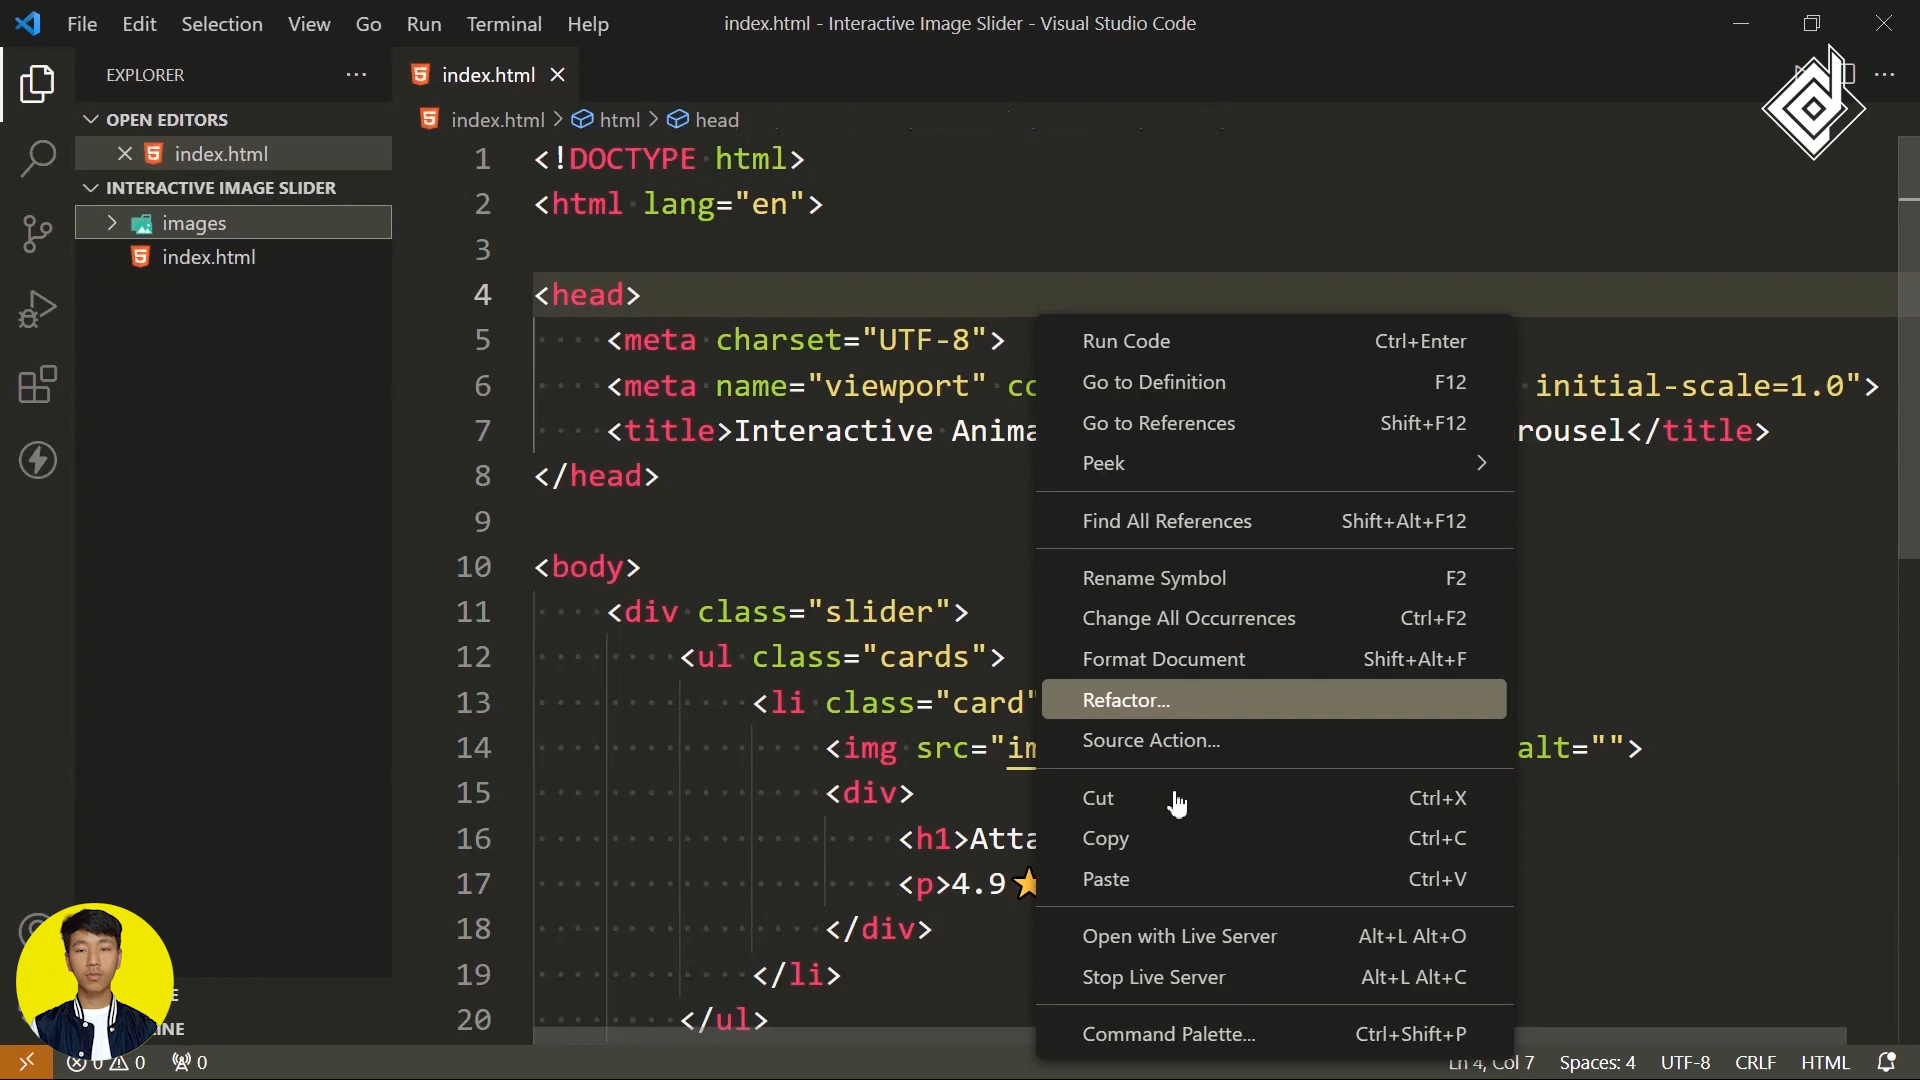 File Edit Selection View Go Run Terminal Help
index.html - Interactive Image Slider - Visual Studio Code
EXPLORER
OPEN EDITORS
index.html
INTERACTIVE IMAGE SLIDER
images
index.html
index.html
index.html > html > head
1 <!DOCTYPE html>
2 <html lang="en">
3
4 <head>
5 <meta charset="UTF-8">
6 <meta name="viewport" co initial-scale=1.0">
7 <title>Interactive Anima rousel</title>
8 </head>
9
10 <body>
11 <div class="slider">
12 <ul class="cards">
13 <li class="card"
14 <img src="im alt="">
15 <div>
16 <h1>Atta
17 <p>4.9⭐
18 </div>
19 </li>
20 </ul>
Run Code Ctrl+Enter
Go to Definition F12
Go to References Shift+F12
Peek
Find All References Shift+Alt+F12
Rename Symbol F2
Change All Occurrences Ctrl+F2
Format Document Shift+Alt+F
Refactor...
Source Action...
Cut Ctrl+X
Copy Ctrl+C
Paste Ctrl+V
Open with Live Server Alt+L Alt+O
Stop Live Server Alt+L Alt+C
Command Palette... Ctrl+Shift+P
0 0 0
Ln 4, Col 7 Spaces: 4 UTF-8 CRLF HTML